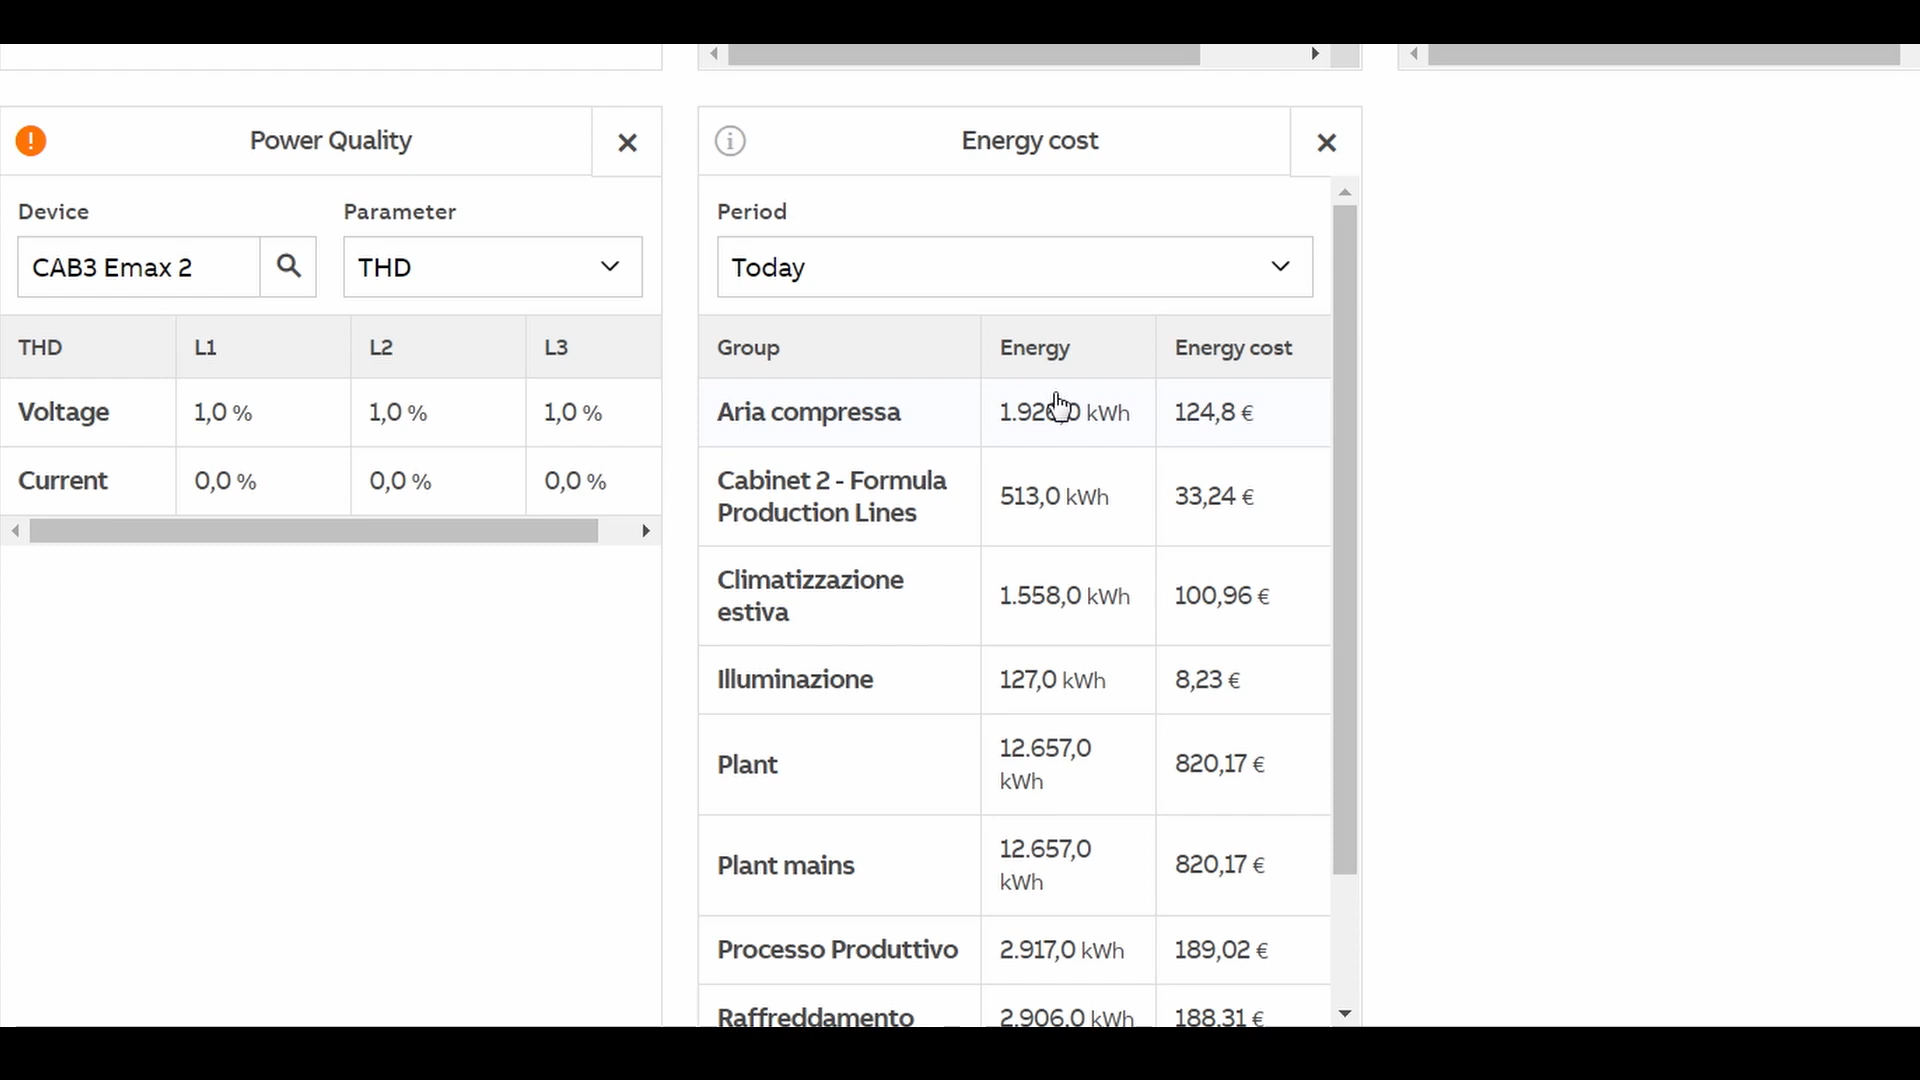 Power Quality
Device
Parameter
CAB3 Emax 2
THD
THD L1 L2 L3
Voltage 1,0 % 1,0 % 1,0 %
Current 0,0 % 0,0 % 0,0 %
Energy cost
Period
Today
Group Energy Energy cost
Aria compressa kWh 124,8 €
Cabinet 2 - Formula
Production Lines
513,0 kWh 33,24 €
Climatizzazione
estiva
1.558,0 kWh 100,96 €
Illuminazione 127,0 kWh 8,23 €
Plant
12.657,0
kWh
820,17 €
Plant mains
12.657,0
kWh
820,17 €
Processo Produttivo 2.917,0 kWh 189,02 €
Raffreddamento 2.906,0 kWh 188,31 €